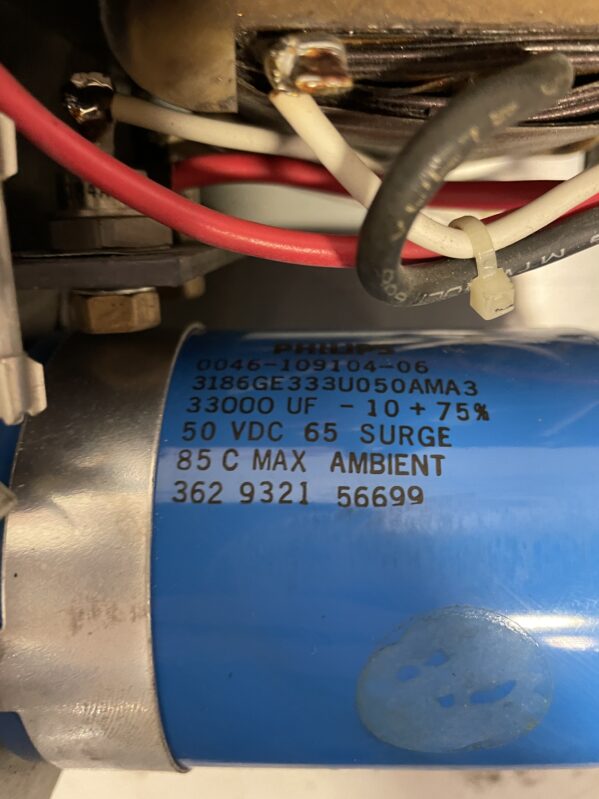 PHILIPS
0046-109104-06
3186GE333U050AMA3
33000 UF -10 +75%
50 VDC 65 SURGE
85 C MAX AMBIENT
362 9321 56699